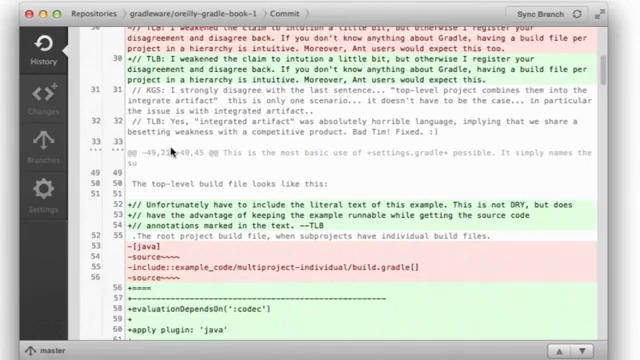 Repositories gradleware/oreilly-gradle-book-1 Commit Sync Branch
30 +// TLB: I weakened the claim to intution a little bit, but otherwise I register your
disagreement and disagree back. If you don't know anything about Gradle, having a build file per
project in a hierarchy is intuitive. Moreover, Ant users would expect this too.
30 +// TLB: I weakened the claim to intution a little bit, but otherwise I register your
disagreement and disagree back. If you don't know anything about Gradle, having a build file per
project in a hierarchy is intuitive. Moreover, Ant users would expect this.
31 31 // KGS: I strongly disagree with the last sentence... "top-level project combines them into the
integrate artifact" this is only one scenario... it doesn't have to be the case... in particular
the issue is with integrated artifact..
32 32 // TLB: Yes, "integrated artifact" was absolutely horrible language, implying that we share a
besetting weakness with a competitive product. Bad Tim! Fixed. :)
33 33
... ... @@ -49,21 +49,45 @@ This is the most basic use of +settings.gradle+ possible. It simply names the
su
49 49
50 50 The top-level build file looks like this:
51 51
52 +// Unfortunately have to include the literal text of this example. This is not DRY, but does
53 +// have the advantage of keeping the example runnable while getting the source code
54 +// annotations marked in the text. --TLB
52 55 .The root project build file, when subprojects have individual build files.
53 -[java]
54 -source~~~~
55 -include::example_code/multiproject-individual/build.gradle[]
56 -source~~~~
56 +====
57 +----------------------------------------------------
58 +evaluationDependsOn(':codec')
59 +
60 +apply plugin: 'java'
61
History
Changes
Branches
Settings
master